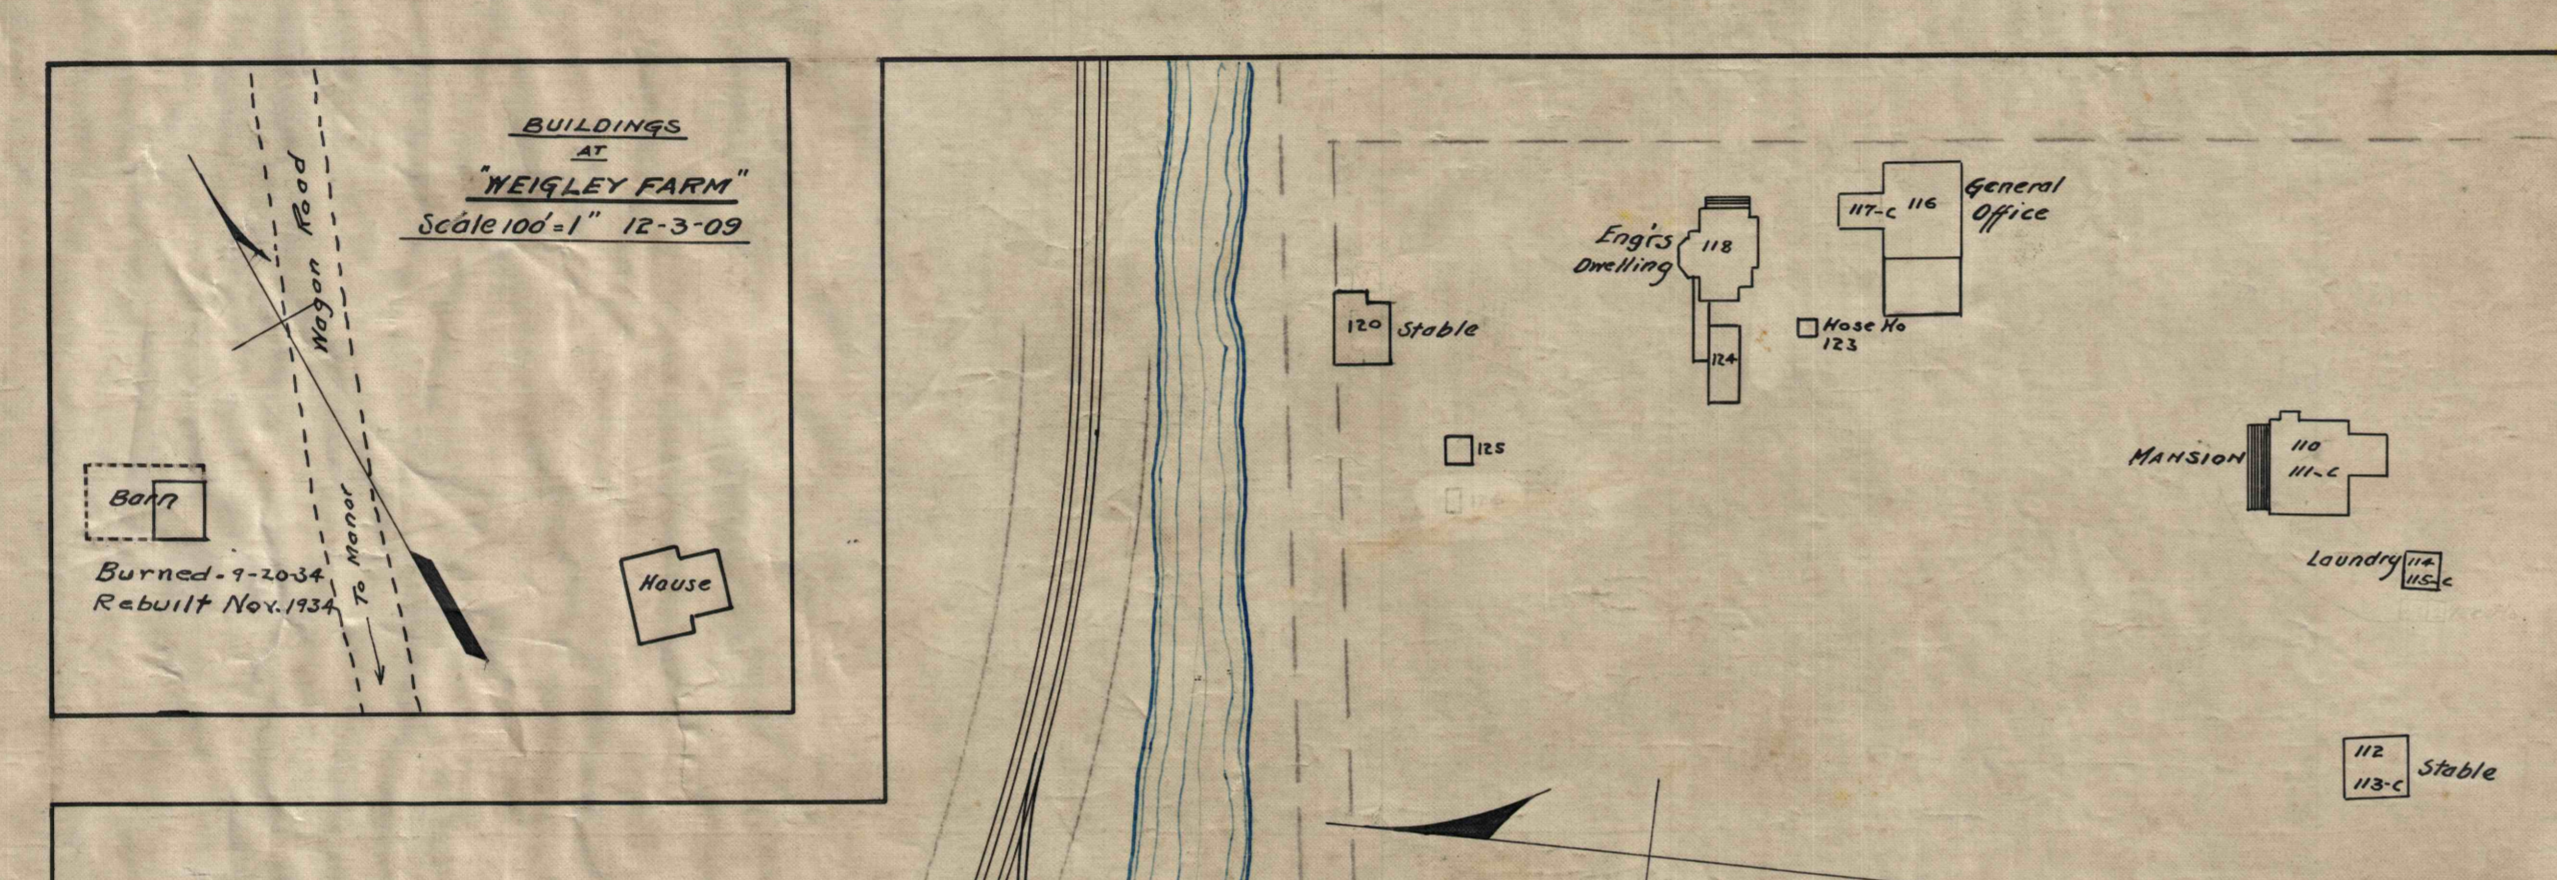 BUILDINGS
AT
"WEIGLEY FARM"
Scale 100'=1" 12-3-09
Wagon Road
To Manor
Barn
Burned-9-20-34
Rebuilt Nov. 1934
House
120 Stable
125
Eng'rs
Dwelling
118
124
117-C 116
General
Office
Hose Ho
123
MANSION
110
111-C
Laundry
114
115-C
112
113-C
Stable